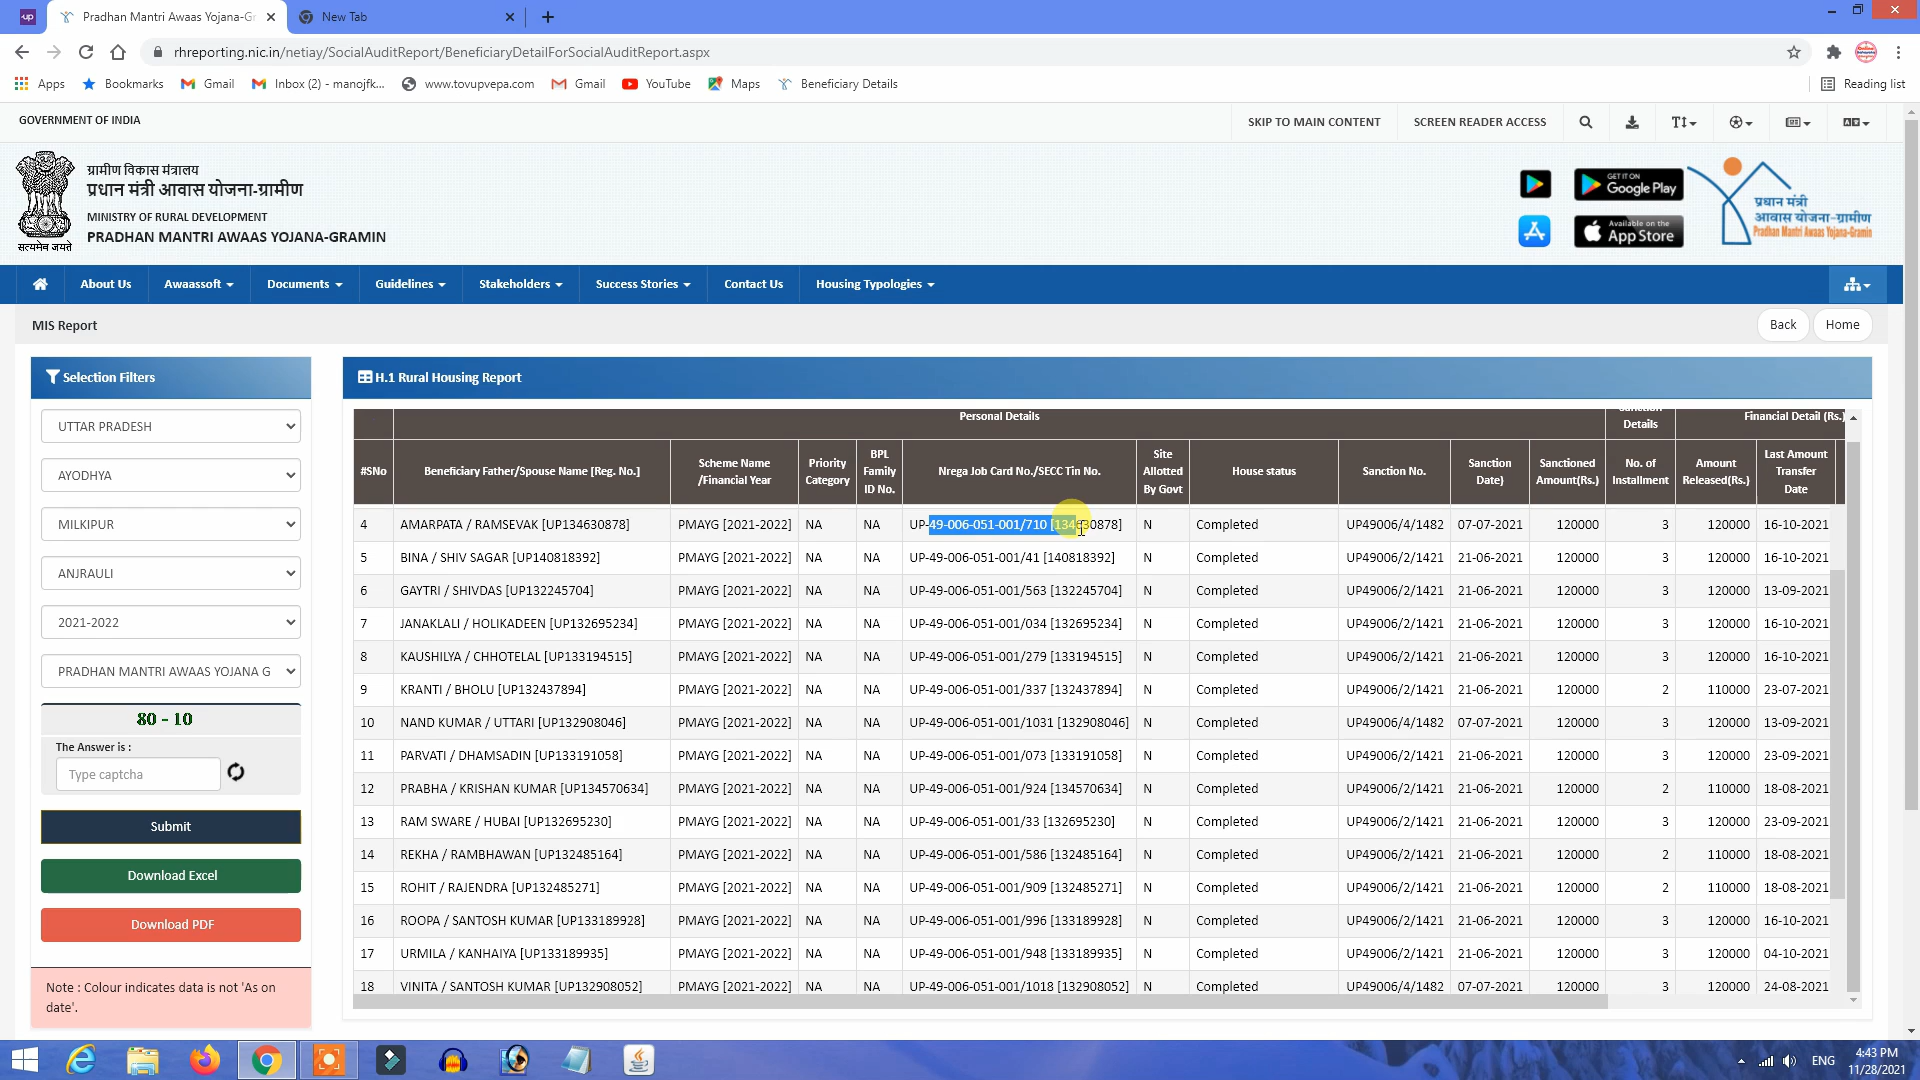 up
Pradhan Mantri Awaas Yojana-Gr
New Tab
rhreporting.nic.in/netiay/SocialAuditReport/BeneficiaryDetailForSocialAuditReport.aspx
Apps Bookmarks Gmail Inbox (2) - manojfk... www.tovupvepa.com Gmail YouTube Maps Beneficiary Details Reading list
GOVERNMENT OF INDIA
SKIP TO MAIN CONTENT SCREEN READER ACCESS
ग्रामीण विकास मंत्रालय
प्रधान मंत्री आवास योजना-ग्रामीण
MINISTRY OF RURAL DEVELOPMENT
PRADHAN MANTRI AWAAS YOJANA-GRAMIN
सत्यमेव जयते
GET IT ON
Google Play
Available on the
App Store
प्रधान मंत्री
आवास योजना-ग्रामीण
Pradhan Mantri Awaas Yojana-Gramin
About Us Awaassoft Documents Guidelines Stakeholders Success Stories Contact Us Housing Typologies
MIS Report
Back Home
Selection Filters
UTTAR PRADESH
AYODHYA
MILKIPUR
ANJRAULI
2021-2022
PRADHAN MANTRI AWAAS YOJANA G
80 - 10
The Answer is :
Type captcha
Submit
Download Excel
Download PDF
Note : Colour indicates data is not 'As on
date'.
H.1 Rural Housing Report
Personal Details Sanction Details Financial Detail (Rs.)
#SNo Beneficiary Father/Spouse Name [Reg. No.] Scheme Name /Financial Year Priority Category BPL Family ID No. Nrega Job Card No./SECC Tin No. Site Allotted By Govt House status Sanction No. Sanction Date) Sanctioned Amount(Rs.) No. of Installment Amount Released(Rs.) Last Amount Transfer Date
4 AMARPATA / RAMSEVAK [UP134630878] PMAYG [2021-2022] NA NA UP-49-006-051-001/710 [134630878] N Completed UP49006/4/1482 07-07-2021 120000 3 120000 16-10-2021
5 BINA / SHIV SAGAR [UP140818392] PMAYG [2021-2022] NA NA UP-49-006-051-001/41 [140818392] N Completed UP49006/2/1421 21-06-2021 120000 3 120000 16-10-2021
6 GAYTRI / SHIVDAS [UP132245704] PMAYG [2021-2022] NA NA UP-49-006-051-001/563 [132245704] N Completed UP49006/2/1421 21-06-2021 120000 3 120000 13-09-2021
7 JANAKLALI / HOLIKADEEN [UP132695234] PMAYG [2021-2022] NA NA UP-49-006-051-001/034 [132695234] N Completed UP49006/2/1421 21-06-2021 120000 3 120000 16-10-2021
8 KAUSHILYA / CHHOTELAL [UP133194515] PMAYG [2021-2022] NA NA UP-49-006-051-001/279 [133194515] N Completed UP49006/2/1421 21-06-2021 120000 3 120000 16-10-2021
9 KRANTI / BHOLU [UP132437894] PMAYG [2021-2022] NA NA UP-49-006-051-001/337 [132437894] N Completed UP49006/2/1421 21-06-2021 120000 2 110000 23-07-2021
10 NAND KUMAR / UTTARI [UP132908046] PMAYG [2021-2022] NA NA UP-49-006-051-001/1031 [132908046] N Completed UP49006/4/1482 07-07-2021 120000 3 120000 13-09-2021
11 PARVATI / DHAMSADIN [UP133191058] PMAYG [2021-2022] NA NA UP-49-006-051-001/073 [133191058] N Completed UP49006/2/1421 21-06-2021 120000 3 120000 23-09-2021
12 PRABHA / KRISHAN KUMAR [UP134570634] PMAYG [2021-2022] NA NA UP-49-006-051-001/924 [134570634] N Completed UP49006/2/1421 21-06-2021 120000 2 110000 18-08-2021
13 RAM SWARE / HUBAI [UP132695230] PMAYG [2021-2022] NA NA UP-49-006-051-001/33 [132695230] N Completed UP49006/2/1421 21-06-2021 120000 3 120000 23-09-2021
14 REKHA / RAMBHAWAN [UP132485164] PMAYG [2021-2022] NA NA UP-49-006-051-001/586 [132485164] N Completed UP49006/2/1421 21-06-2021 120000 2 110000 18-08-2021
15 ROHIT / RAJENDRA [UP132485271] PMAYG [2021-2022] NA NA UP-49-006-051-001/909 [132485271] N Completed UP49006/2/1421 21-06-2021 120000 2 110000 18-08-2021
16 ROOPA / SANTOSH KUMAR [UP133189928] PMAYG [2021-2022] NA NA UP-49-006-051-001/996 [133189928] N Completed UP49006/2/1421 21-06-2021 120000 3 120000 16-10-2021
17 URMILA / KANHAIYA [UP133189935] PMAYG [2021-2022] NA NA UP-49-006-051-001/948 [133189935] N Completed UP49006/2/1421 21-06-2021 120000 3 120000 04-10-2021
18 VINITA / SANTOSH KUMAR [UP132908052] PMAYG [2021-2022] NA NA UP-49-006-051-001/1018 [132908052] N Completed UP49006/4/1482 07-07-2021 120000 3 120000 24-08-2021
ENG
4:43 PM
11/28/2021